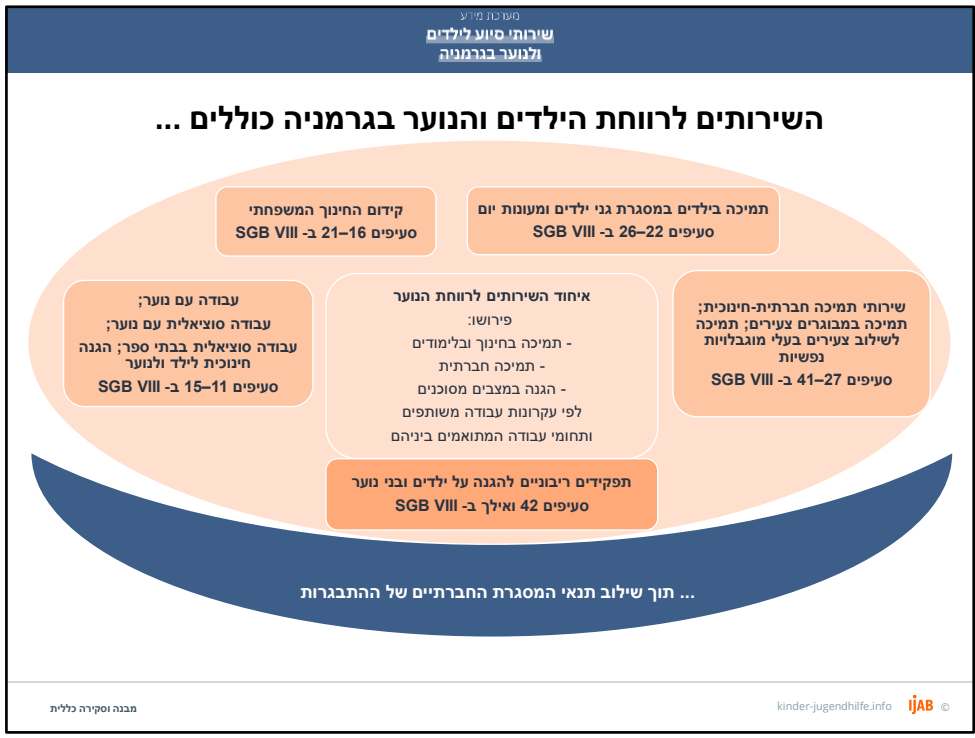 מערכת מידע
שירותי סיוע לילדים
ולנוער בגרמניה
השירותים לרווחת הילדים והנוער בגרמניה כוללים ...
תמיכה בילדים במסגרת גני ילדים ומעונות יום
סעיפים 22–26 ב- SGB VIII
קידום החינוך המשפחתי
סעיפים 16–21 ב- SGB VIII
שירותי תמיכה חברתית-חינוכית;
תמיכה במבוגרים צעירים; תמיכה
לשילוב צעירים בעלי מוגבלויות
נפשיות
סעיפים 27–41 ב- SGB VIII
איחוד השירותים לרווחת הנוער
פירושו:
- תמיכה בחינוך ובלימודים
- תמיכה חברתית
- הגנה במצבים מסוכנים
לפי עקרונות עבודה משותפים
ותחומי עבודה המתואמים ביניהם
עבודה עם נוער;
עבודה סוציאלית עם נוער;
עבודה סוציאלית בבתי ספר; הגנה
חינוכית לילד ולנוער
סעיפים 11–15 ב- SGB VIII
תפקידים ריבוניים להגנה על ילדים ובני נוער
סעיפים 42 ואילך ב- SGB VIII
... תוך שילוב תנאי המסגרת החברתיים של ההתבגרות
© IJAB kinder-jugendhilfe.info
מבנה וסקירה כללית